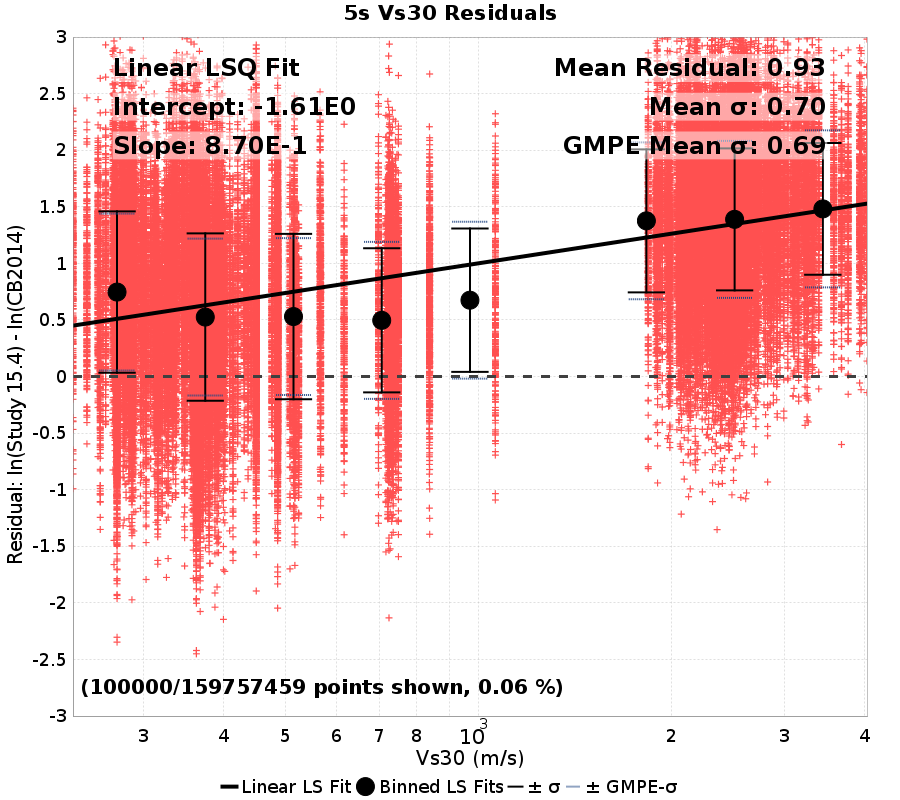 5s Vs30 Residuals
Linear LSQ Fit
Intercept: -1.61E0
Slope: 8.70E-1
Mean Residual: 0.93
Mean σ: 0.70
GMPE Mean σ: 0.69
Residual: ln(Study 15.4) - ln(CB2014)
3
2.5
2
1.5
1
0.5
0
-0.5
-1
-1.5
-2
-2.5
-3
(100000/159757459 points shown, 0.06 %)
3 4 5 6 7 8 10^3 2 3 4
Vs30 (m/s)
Linear LS Fit Binned LS Fits ± σ ± GMPE-σ